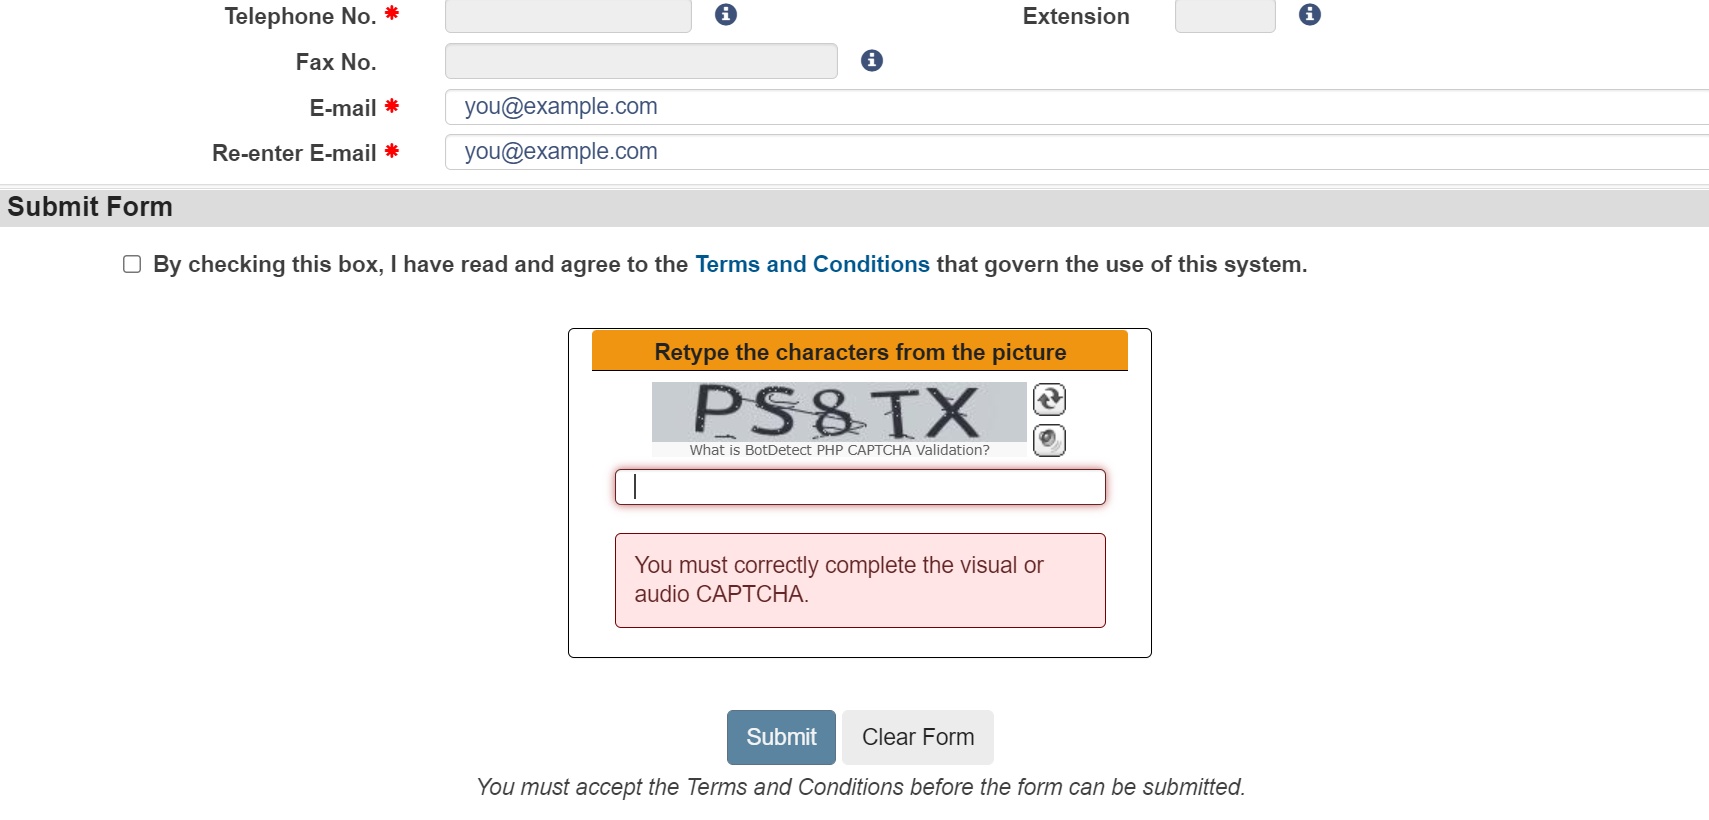 Telephone No. * Extension
Fax No.
E-mail * you@example.com
Re-enter E-mail * you@example.com
Submit Form
By checking this box, I have read and agree to the Terms and Conditions that govern the use of this system.
Retype the characters from the picture
PS8TX
What is BotDetect PHP CAPTCHA Validation?
You must correctly complete the visual or
audio CAPTCHA.
Submit Clear Form
You must accept the Terms and Conditions before the form can be submitted.